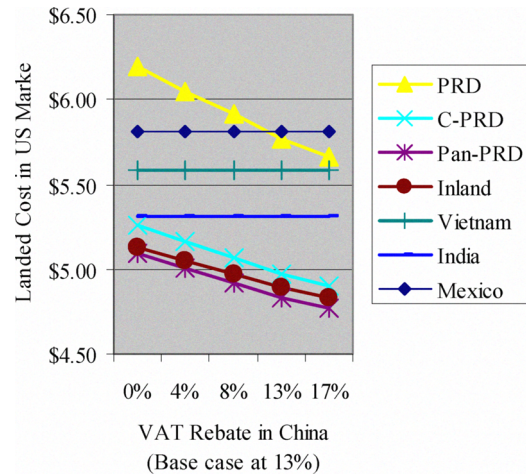 $6.50
$6.00
$5.50
$5.00
$4.50
Landed Cost in US Marke
0% 4% 8% 13% 17%
VAT Rebate in China
(Base case at 13%)
PRD
C-PRD
Pan-PRD
Inland
Vietnam
India
Mexico